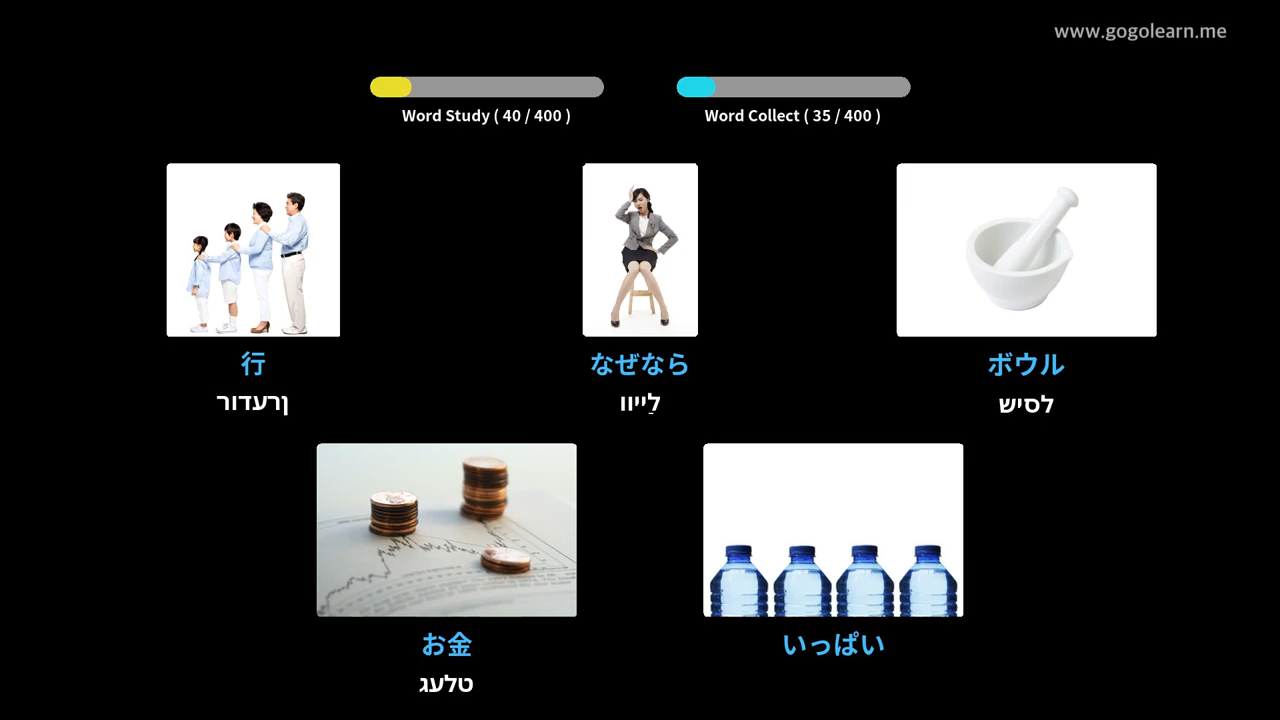 www.gogolearn.me
Word Study ( 40 / 400 )
Word Collect ( 35 / 400 )
行
ןרעדור
なぜなら
לַייוו
ボウル
לסיש
お金
טלעג
いっぱい